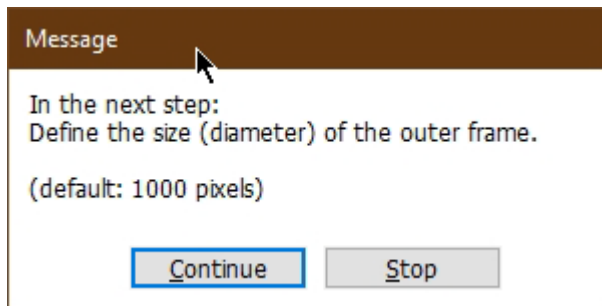 Message
In the next step:
Define the size (diameter) of the outer frame.
(default: 1000 pixels)
Continue
Stop